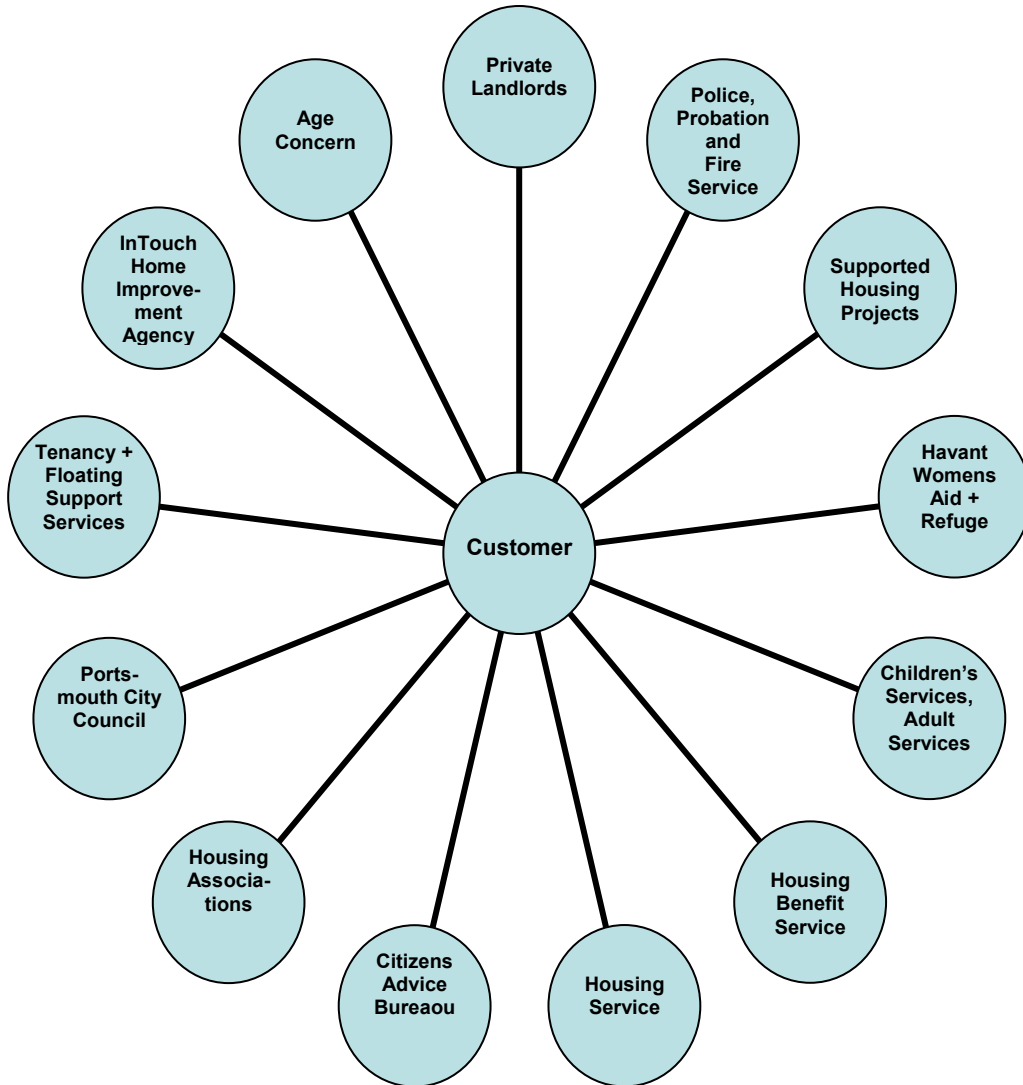 Private
Landlords
Police,
Probation
and
Fire
Service
Supported
Housing
Projects
Havant
Womens
Aid +
Refuge
Children's
Services,
Adult
Services
Housing
Benefit
Service
Housing
Service
Citizens
Advice
Bureaou
Housing
Associa-
tions
Ports-
mouth City
Council
Tenancy +
Floating
Support
Services
InTouch
Home
Improve-
ment
Agency
Age
Concern
Customer